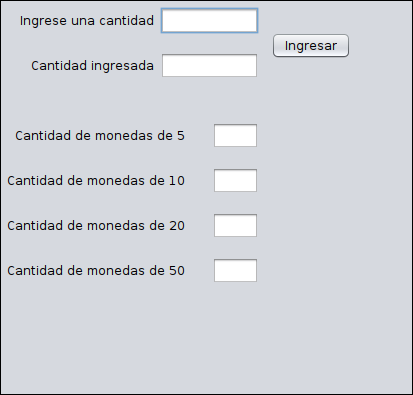 Ingrese una cantidad
Ingresar
Cantidad ingresada
Cantidad de monedas de 5
Cantidad de monedas de 10
Cantidad de monedas de 20
Cantidad de monedas de 50